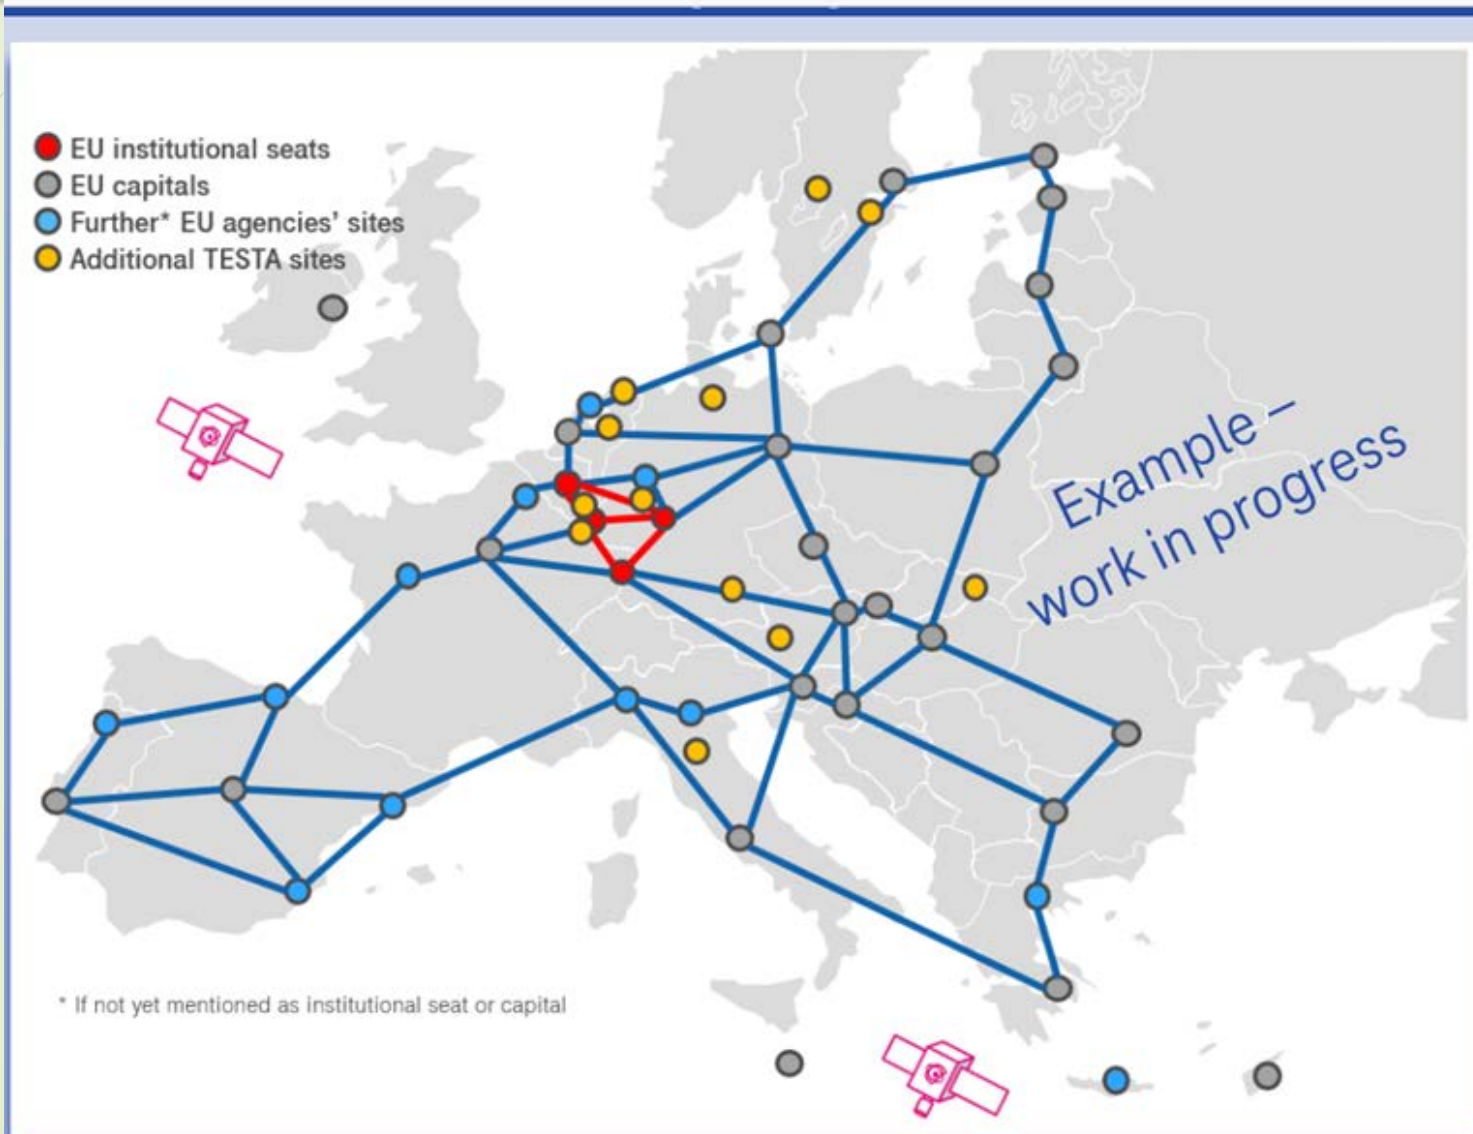 EU institutional seats
EU capitals
Further* EU agencies’ sites
Additional TESTA sites
Example –
work in progress
* If not yet mentioned as institutional seat or capital